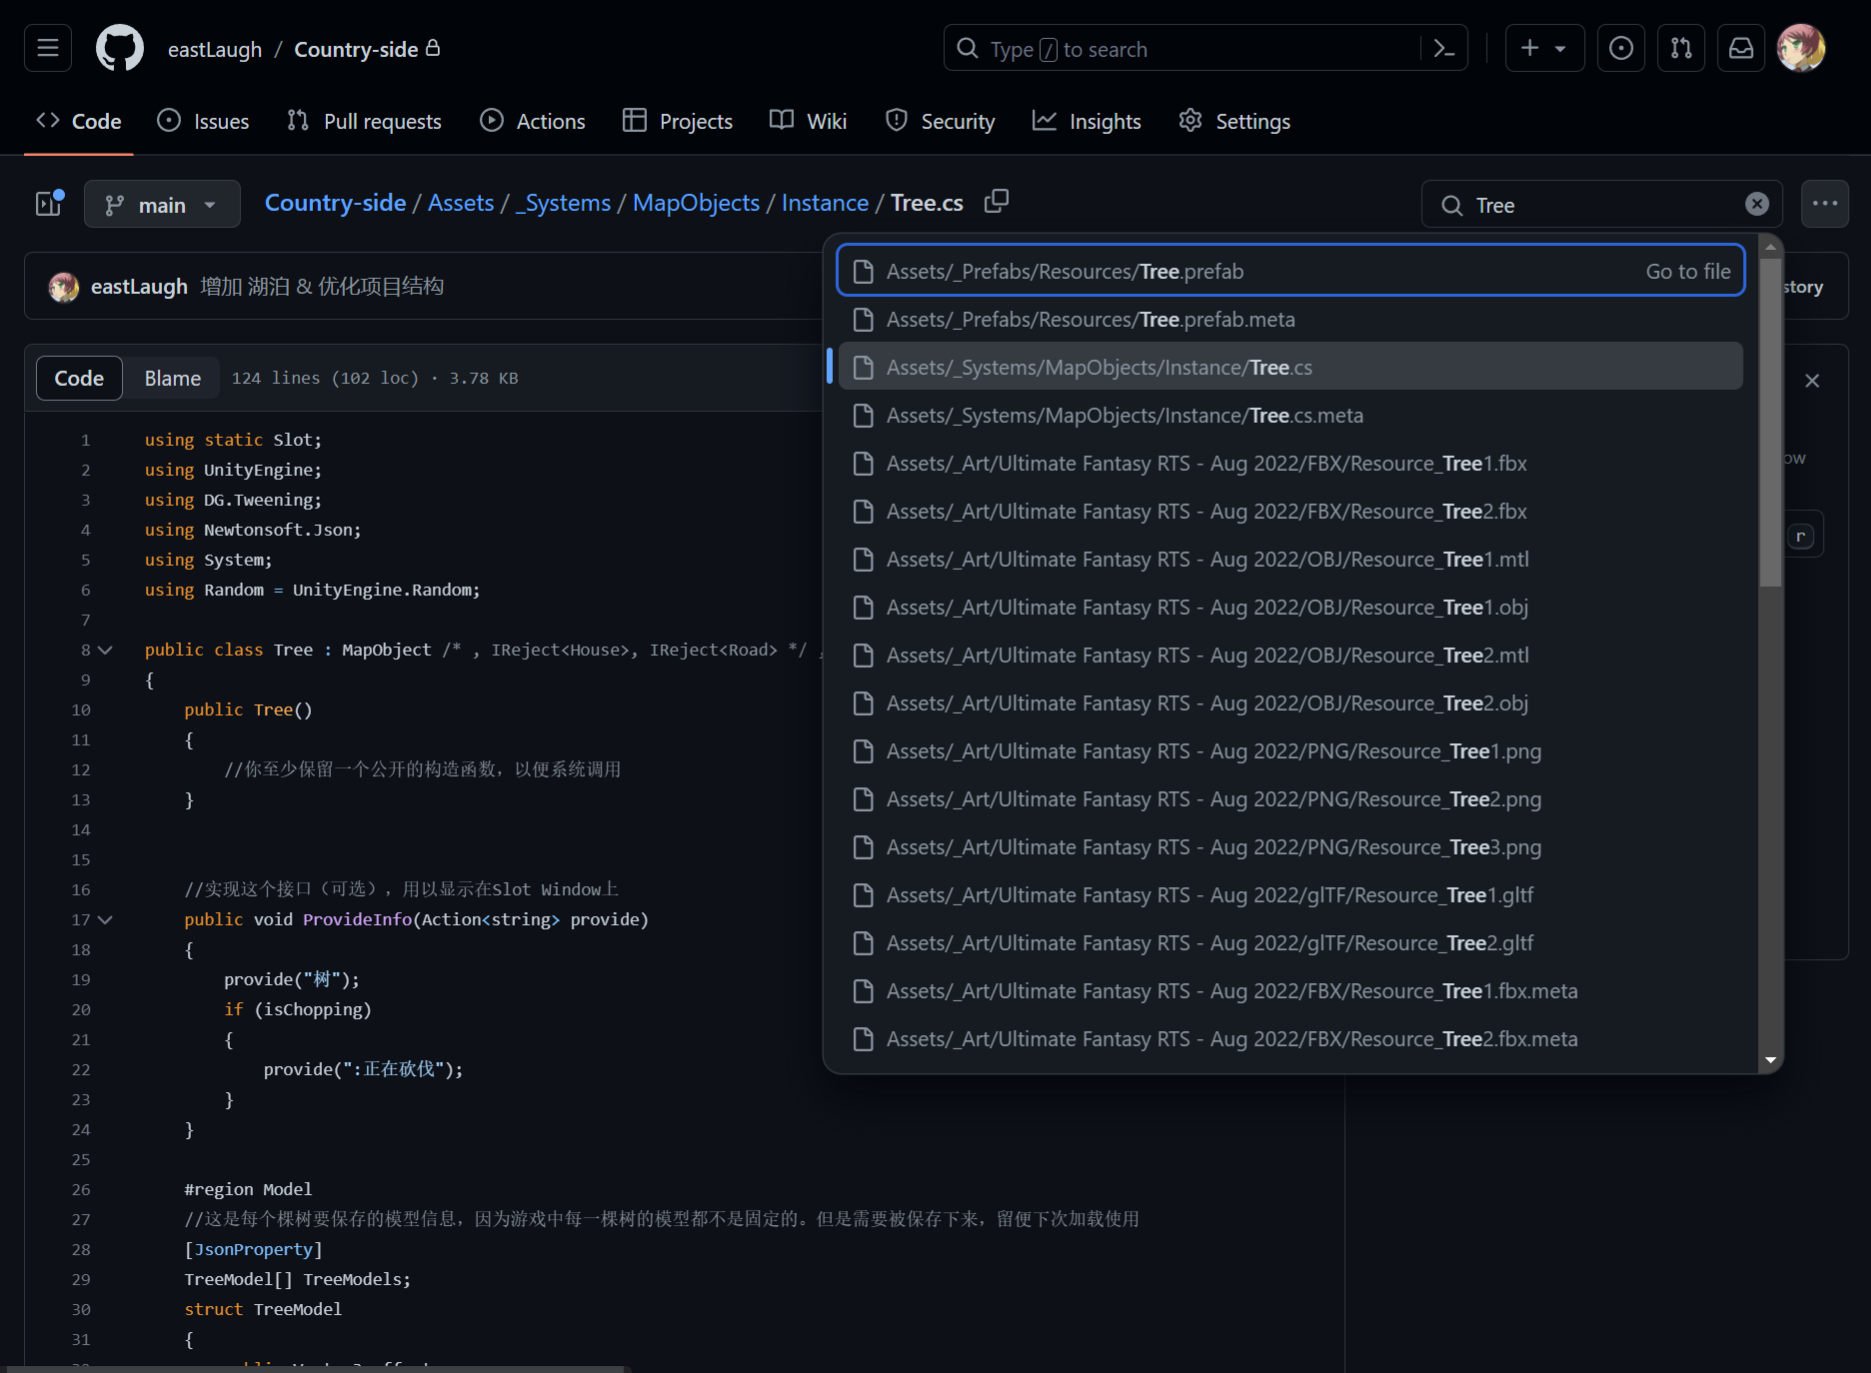 eastLaugh / Country-side
Type / to search
Code
Issues
Pull requests
Actions
Projects
Wiki
Security
Insights
Settings
main
Country-side / Assets / _Systems / MapObjects / Instance / Tree.cs
Tree
eastLaugh 增加 湖泊 & 优化项目结构
story
Code
Blame
124 lines (102 loc) · 3.78 KB
ow
r
Assets/_Prefabs/Resources/Tree.prefab
Go to file
Assets/_Prefabs/Resources/Tree.prefab.meta
Assets/_Systems/MapObjects/Instance/Tree.cs
Assets/_Systems/MapObjects/Instance/Tree.cs.meta
Assets/_Art/Ultimate Fantasy RTS - Aug 2022/FBX/Resource_Tree1.fbx
Assets/_Art/Ultimate Fantasy RTS - Aug 2022/FBX/Resource_Tree2.fbx
Assets/_Art/Ultimate Fantasy RTS - Aug 2022/OBJ/Resource_Tree1.mtl
Assets/_Art/Ultimate Fantasy RTS - Aug 2022/OBJ/Resource_Tree1.obj
Assets/_Art/Ultimate Fantasy RTS - Aug 2022/OBJ/Resource_Tree2.mtl
Assets/_Art/Ultimate Fantasy RTS - Aug 2022/OBJ/Resource_Tree2.obj
Assets/_Art/Ultimate Fantasy RTS - Aug 2022/PNG/Resource_Tree1.png
Assets/_Art/Ultimate Fantasy RTS - Aug 2022/PNG/Resource_Tree2.png
Assets/_Art/Ultimate Fantasy RTS - Aug 2022/PNG/Resource_Tree3.png
Assets/_Art/Ultimate Fantasy RTS - Aug 2022/glTF/Resource_Tree1.gltf
Assets/_Art/Ultimate Fantasy RTS - Aug 2022/glTF/Resource_Tree2.gltf
Assets/_Art/Ultimate Fantasy RTS - Aug 2022/FBX/Resource_Tree1.fbx.meta
Assets/_Art/Ultimate Fantasy RTS - Aug 2022/FBX/Resource_Tree2.fbx.meta
1 using static Slot;
2 using UnityEngine;
3 using DG.Tweening;
4 using Newtonsoft.Json;
5 using System;
6 using Random = UnityEngine.Random;
7
8 public class Tree : MapObject /* , IReject<House>, IReject<Road> */ ,
9 {
10 public Tree()
11 {
12 //你至少保留一个公开的构造函数，以便系统调用
13 }
14
15
16 //实现这个接口（可选），用以显示在Slot Window上
17 public void ProvideInfo(Action<string> provide)
18 {
19 provide("树");
20 if (isChopping)
21 {
22 provide(":正在砍伐");
23 }
24 }
25
26 #region Model
27 //这是每个棵树要保存的模型信息，因为游戏中每一棵树的模型都不是固定的。但是需要被保存下来，留便下次加载使用
28 [JsonProperty]
29 TreeModel[] TreeModels;
30 struct TreeModel
31 {